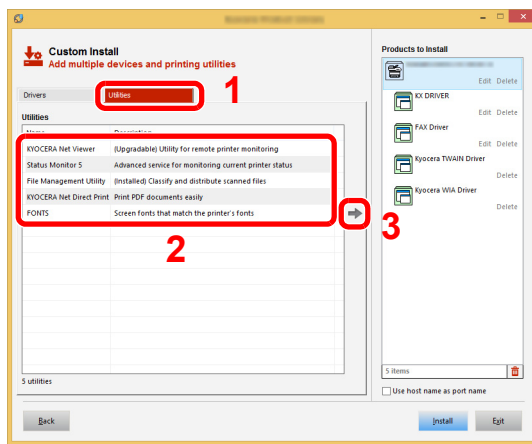 Custom Install
Add multiple devices and printing utilities
Drivers
Utilities
1
Utilities
Name Description
KYOCERA Net Viewer (Upgradable) Utility for remote printer monitoring
Status Monitor 5 Advanced service for monitoring current printer status
File Management Utility (Installed) Classify and distribute scanned files
KYOCERA Net Direct Print Print PDF documents easily
FONTS Screen fonts that match the printer's fonts
2
3
5 utilities
Products to Install
Edit Delete
KX DRIVER
Edit Delete
FAX Driver
Edit Delete
Kyocera TWAIN Driver
Delete
Kyocera WIA Driver
Delete
5 items
Use host name as port name
Back
Install
Exit